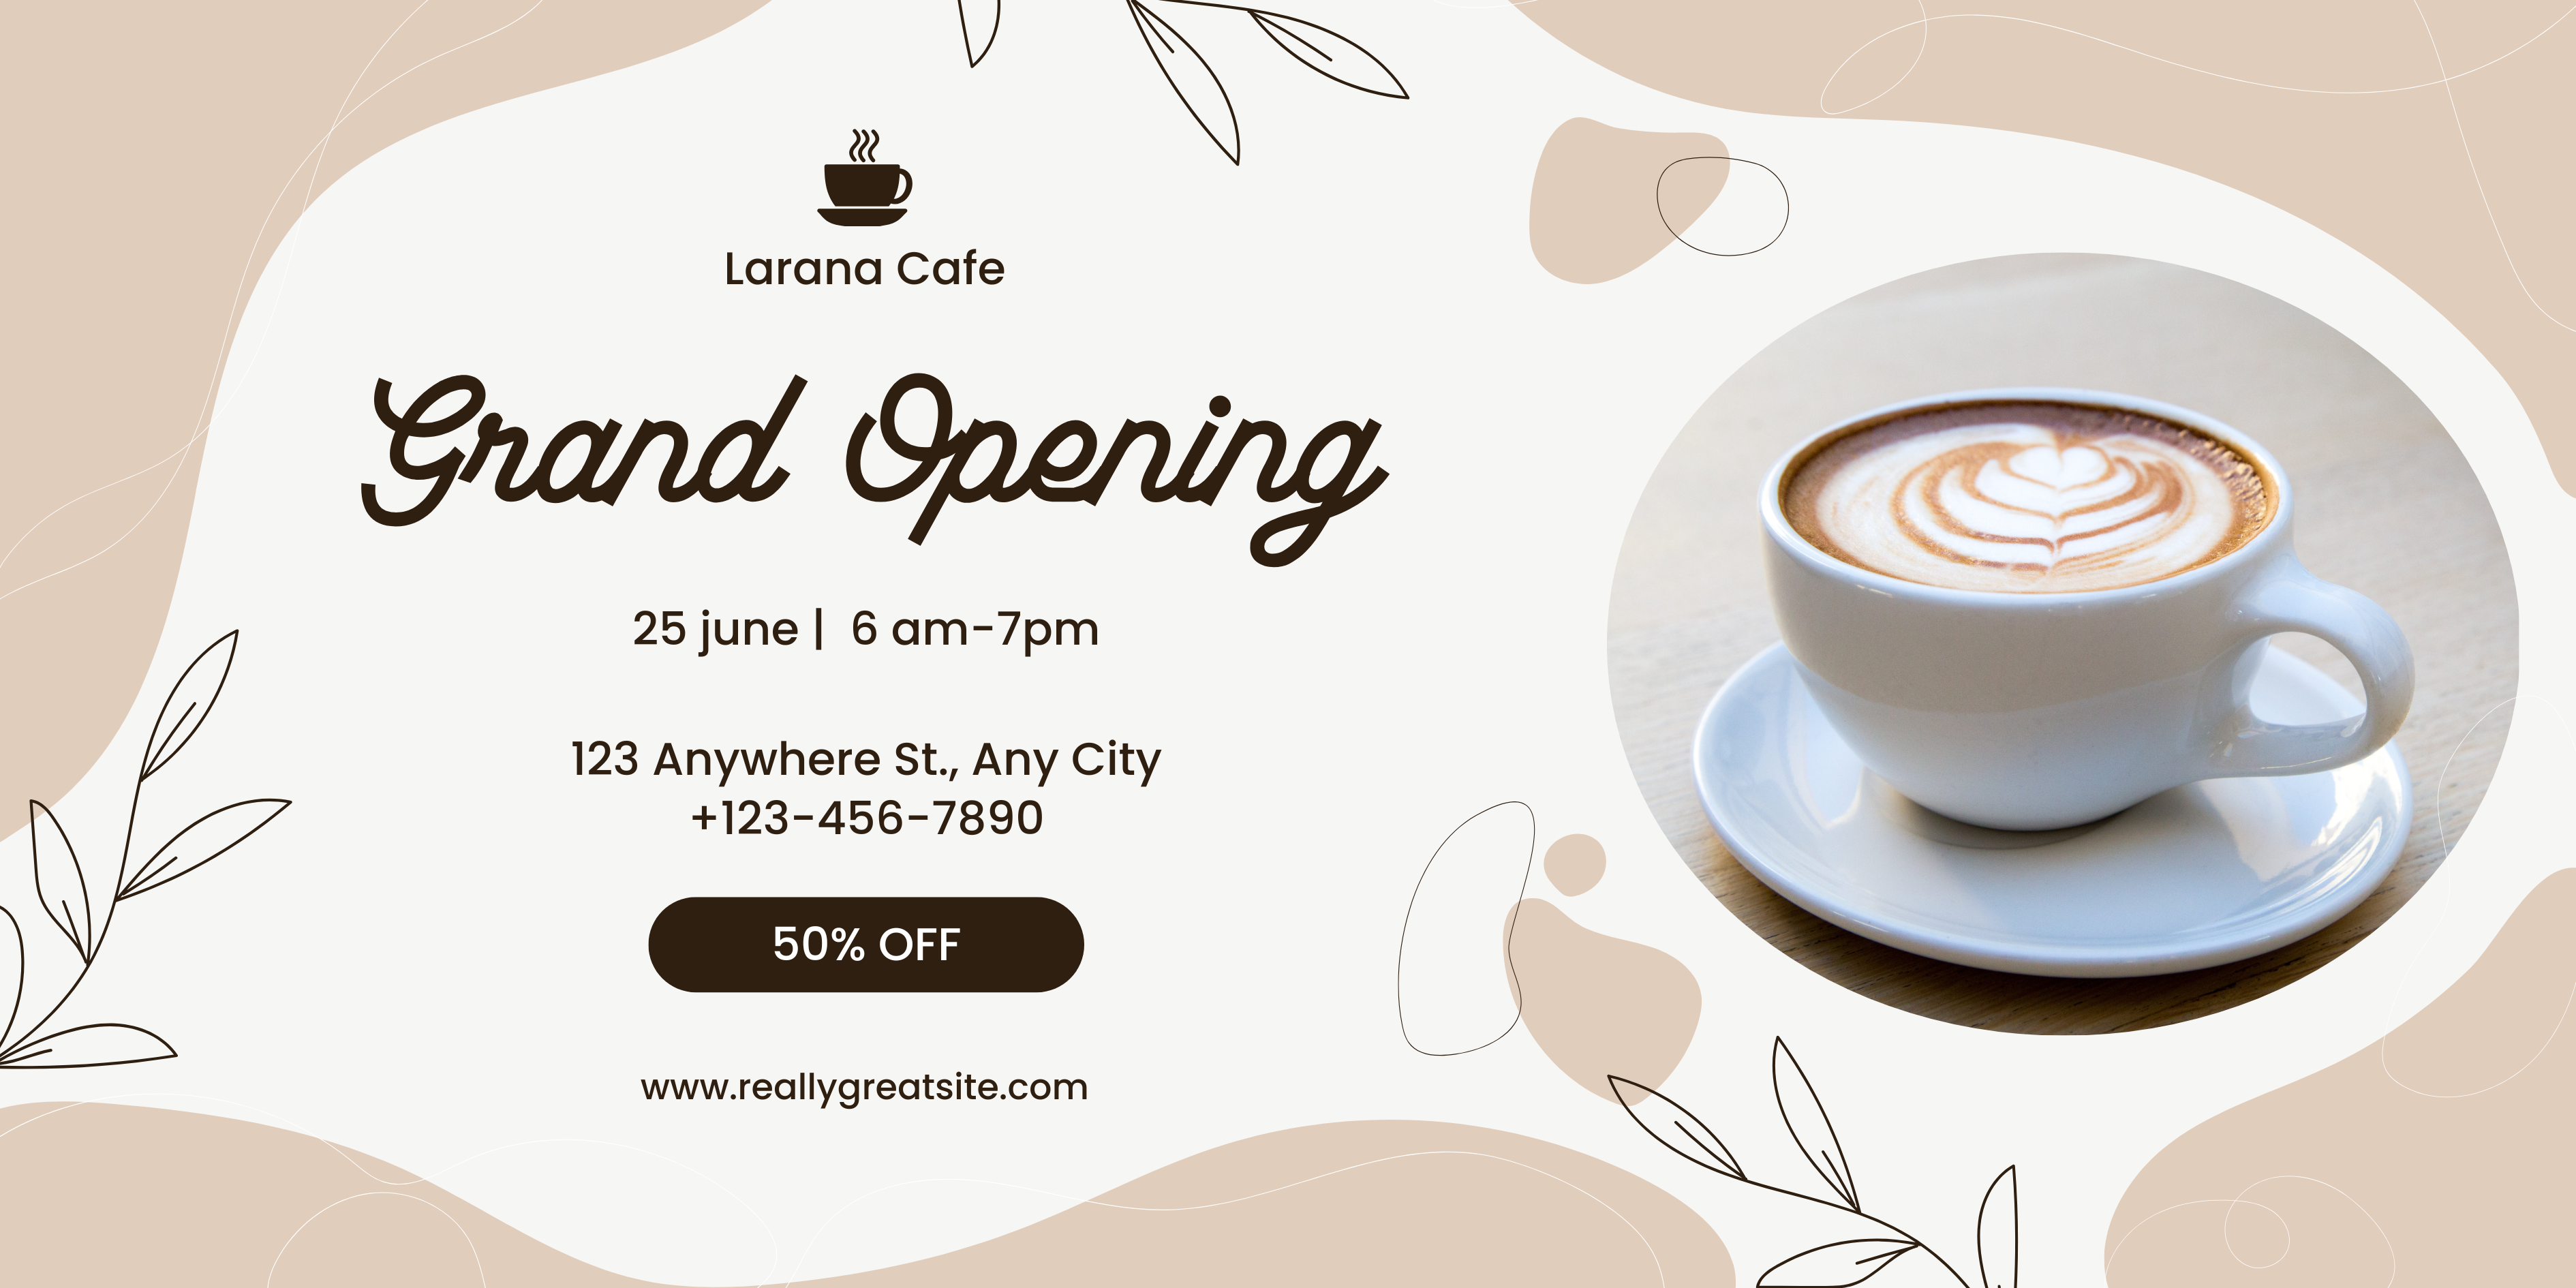 Larana Cafe
Grand Opening
25 june | 6 am-7pm
123 Anywhere St., Any City
+123-456-7890
50% OFF
www.reallygreatsite.com